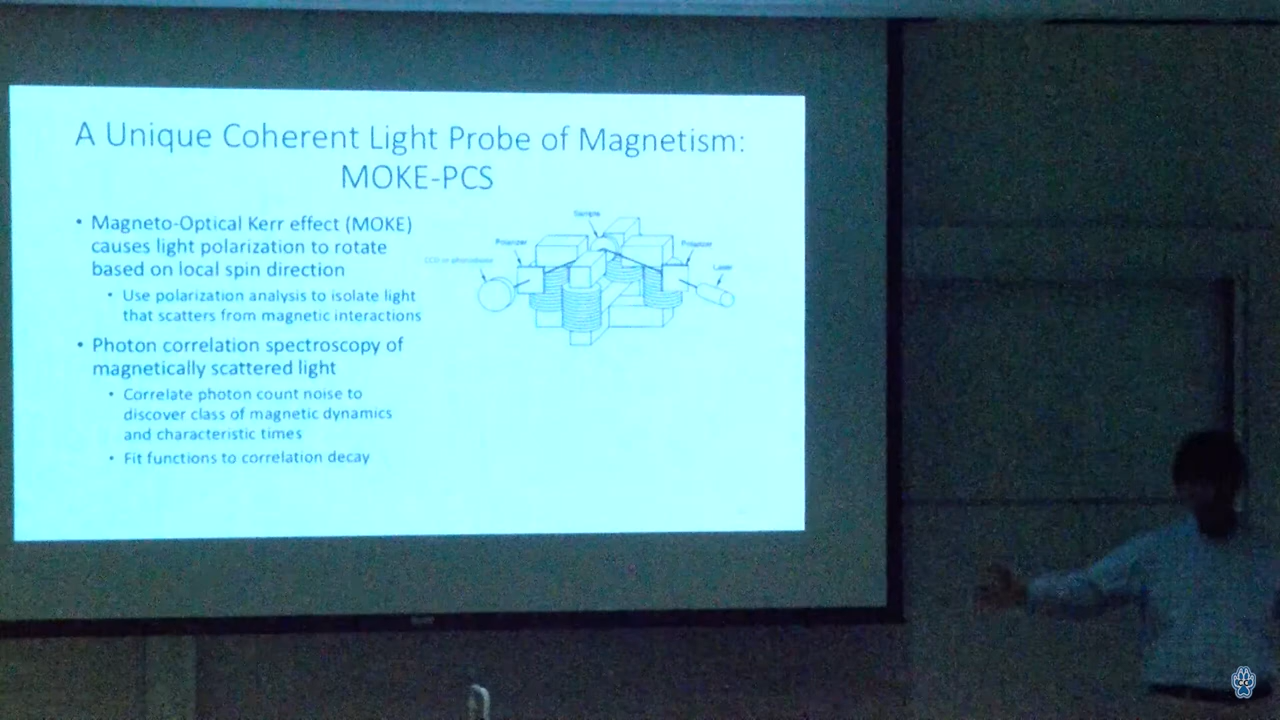 A Unique Coherent Light Probe of Magnetism:
MOKE-PCS
• Magneto-Optical Kerr effect (MOKE)
causes light polarization to rotate
based on local spin direction
• Use polarization analysis to isolate light
that scatters from magnetic interactions
• Photon correlation spectroscopy of
magnetically scattered light
• Correlate photon count noise to
discover class of magnetic dynamics
and characteristic times
• Fit functions to correlation decay
Sample
Polarizer
Polarizer
CCD or photodiode
Laser